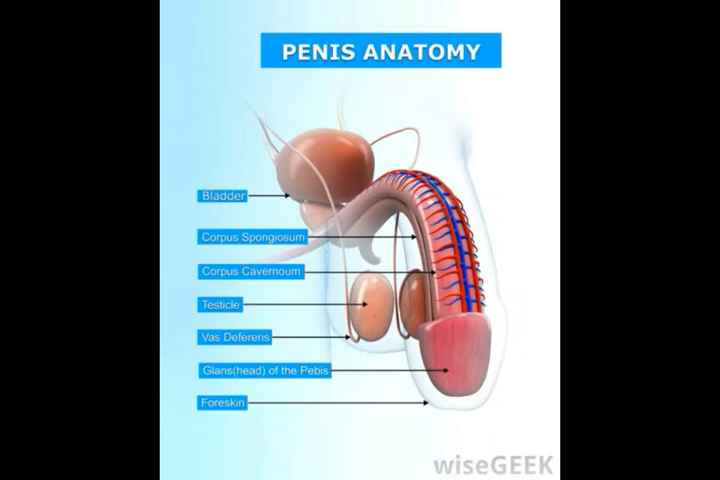 PENIS ANATOMY
Bladder
Corpus Spongiosum
Corpus Cavernoum
Testicle
Vas Deferens
Glans(head) of the Pebis
Foreskin
wiseGEEK